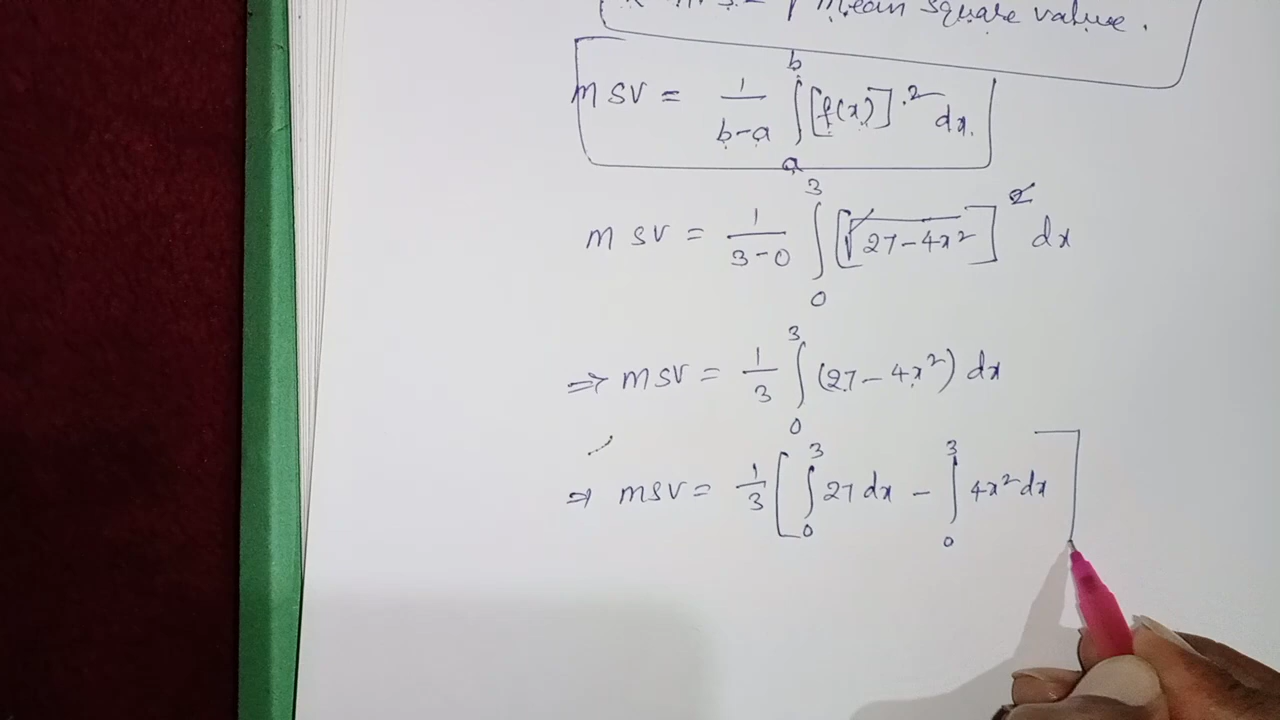 mean square value.
msv = 1/(b-a) ∫_a^b [f(x)]^2 dx.
msv = 1/(3-0) ∫_0^3 [√(27-4x^2)]^2 dx
⇒ msv = 1/3 ∫_0^3 (27-4x^2) dx
⇒ msv = 1/3 [∫_0^3 27 dx - ∫_0^3 4x^2 dx]